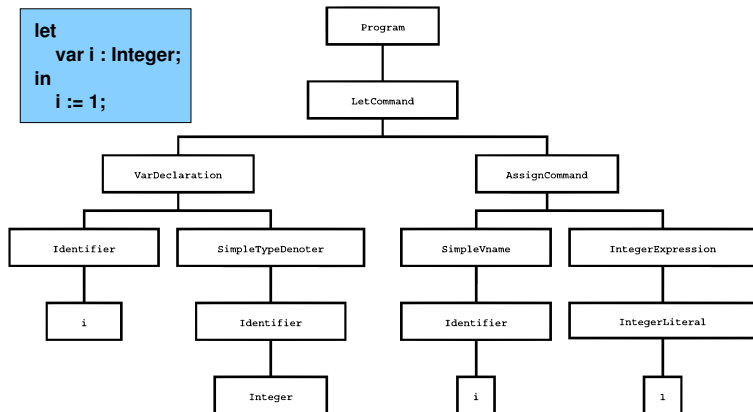 let
var i : Integer;
in
i := 1;
Program
LetCommand
VarDeclaration
AssignCommand
Identifier
SimpleTypeDenoter
SimpleVname
IntegerExpression
i
Identifier
Identifier
IntegerLiteral
Integer
i
1